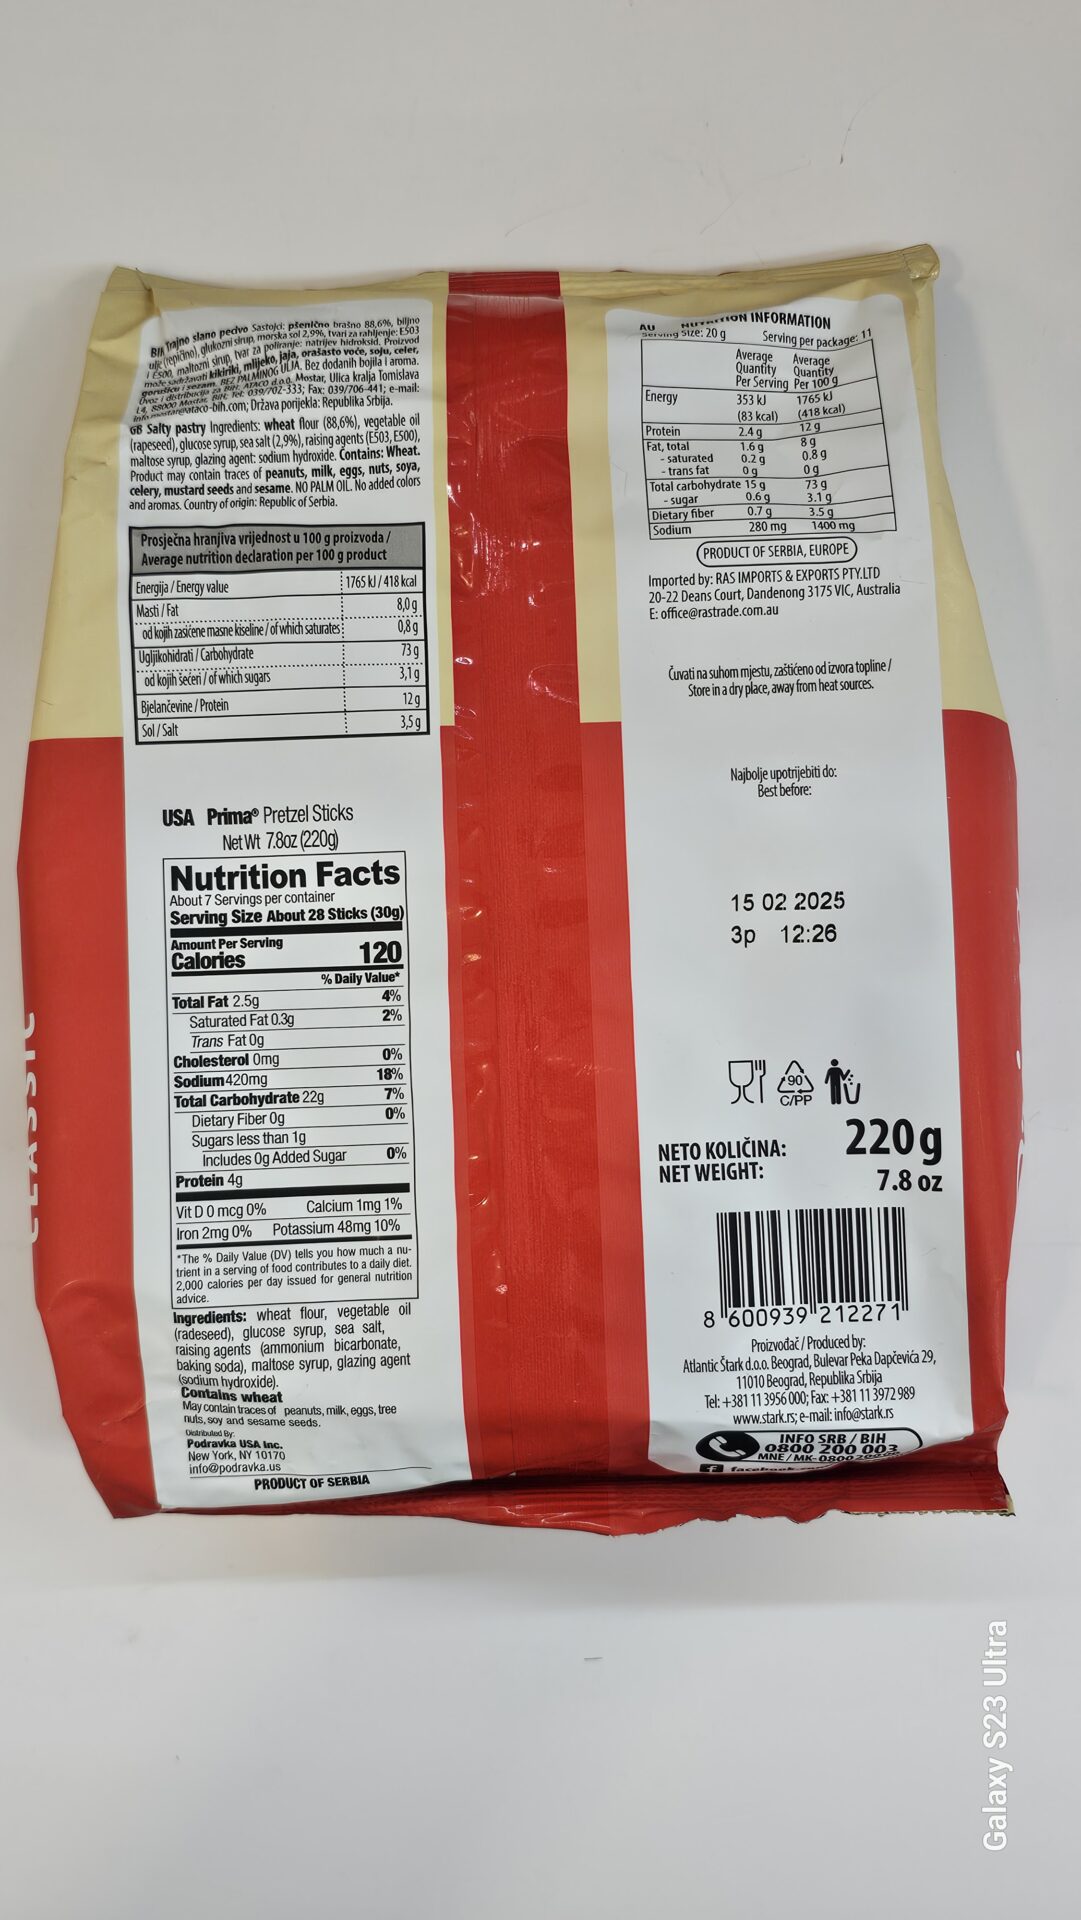 BIH Trajno slano pecivo Sastojci: pšenično brašno 88,6%, biljno
ulje (repičino), glukozni sirup, morska sol 2,9%, tvari za rahljenje: E503
i E500, maltozni sirup, tvar za poliranje: natrijev hidroksid. Proizvod
može sadržavati kikiriki, mlijeko, jaja, orašasto voće, soju, celer,
gorušicu i sezam. BEZ PALMINOG ULJA. Bez dodanih bojila i aroma.
Uvoz i distribucija za BIH: ATACO d.o.o. Mostar, Ulica kralja Tomislava
L4, 88000 Mostar, BIH; Tel: 039/702-333; Fax: 039/706-441; e-mail:
info.mostar@ataco-bih.com; Država porijekla: Republika Srbija.
GB Salty pastry Ingredients: wheat flour (88,6%), vegetable oil
(rapeseed), glucose syrup, sea salt (2,9%), raising agents (E503, E500),
maltose syrup, glazing agent: sodium hydroxide. Contains: Wheat.
Product may contain traces of peanuts, milk, eggs, nuts, soya,
celery, mustard seeds and sesame. NO PALM OIL. No added colors
and aromas. Country of origin: Republic of Serbia.
Prosječna hranjiva vrijednost u 100 g proizvoda /
Average nutrition declaration per 100 g product
Energija / Energy value 1765 kJ / 418 kcal
Masti / Fat 8,0 g
od kojih zasićene masne kiseline / of which saturates 0,8 g
Ugljikohidrati / Carbohydrate 73 g
od kojih šećeri / of which sugars 3,1 g
Bjelančevine / Protein 12 g
Sol / Salt 3,5 g
USA Prima® Pretzel Sticks
Net Wt 7.8oz (220g)
Nutrition Facts
About 7 Servings per container
Serving Size About 28 Sticks (30g)
Amount Per Serving
Calories 120
% Daily Value*
Total Fat 2.5g 4%
Saturated Fat 0.3g 2%
Trans Fat 0g
Cholesterol 0mg 0%
Sodium 420mg 18%
Total Carbohydrate 22g 7%
Dietary Fiber 0g 0%
Sugars less than 1g
Includes 0g Added Sugar 0%
Protein 4g
Vit D 0 mcg 0% Calcium 1mg 1%
Iron 2mg 0% Potassium 48mg 10%
*The % Daily Value (DV) tells you how much a nu-
trient in a serving of food contributes to a daily diet.
2,000 calories per day issued for general nutrition
advice.
Ingredients: wheat flour, vegetable oil
(radeseed), glucose syrup, sea salt,
raising agents (ammonium bicarbonate,
baking soda), maltose syrup, glazing agent
(sodium hydroxide).
Contains wheat
May contain traces of peanuts, milk, eggs, tree
nuts, soy and sesame seeds.
Distributed By:
Podravka USA Inc.
New York, NY 10170
info@podravka.us
PRODUCT OF SERBIA
CLASSIC
AU NUTRITION INFORMATION
Serving Size: 20 g Serving per package: 11
Average Quantity Per Serving Average Quantity Per 100 g
Energy 353 kJ 1765 kJ
(83 kcal) (418 kcal)
Protein 2.4 g 12 g
Fat, total 1.6 g 8 g
- saturated 0.2 g 0.8 g
- trans fat 0 g 0 g
Total carbohydrate 15 g 73 g
- sugar 0.6 g 3.1 g
Dietary fiber 0.7 g 3.5 g
Sodium 280 mg 1400 mg
PRODUCT OF SERBIA, EUROPE
Imported by: RAS IMPORTS & EXPORTS PTY.LTD
20-22 Deans Court, Dandenong 3175 VIC, Australia
E: office@rastrade.com.au
Čuvati na suhom mjestu, zaštićeno od izvora topline /
Store in a dry place, away from heat sources.
Najbolje upotrijebiti do:
Best before:
15 02 2025
3p 12:26
90
C/PP
NETO KOLIČINA: 220 g
NET WEIGHT: 7.8 oz
8 600939 212271
Proizvođač / Produced by:
Atlantic Štark d.o.o. Beograd, Bulevar Peka Dapčevića 29,
11010 Beograd, Republika Srbija
Tel: +381 11 3956 000; Fax: +381 11 3972 989
www.stark.rs; e-mail: info@stark.rs
INFO SRB / BIH
0800 200 003
MNE / MK-
Galaxy S23 Ultra